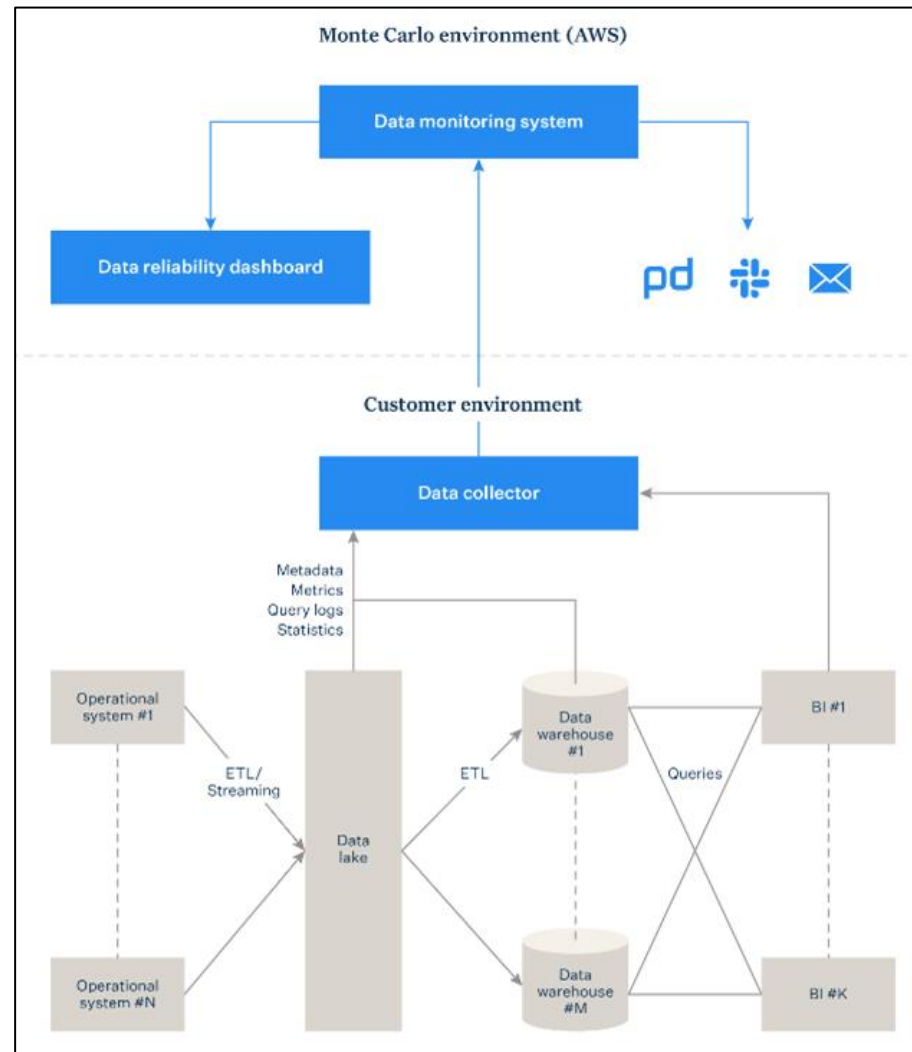 Monte Carlo environment (AWS)
Data monitoring system
Data reliability dashboard
pd
Customer environment
Data collector
Metadata
Metrics
Query logs
Statistics
Operational
system #1
ETL/
Streaming
Data
lake
ETL
Data
warehouse
#1
Queries
BI #1
Operational
system #N
Data
warehouse
#M
BI #K